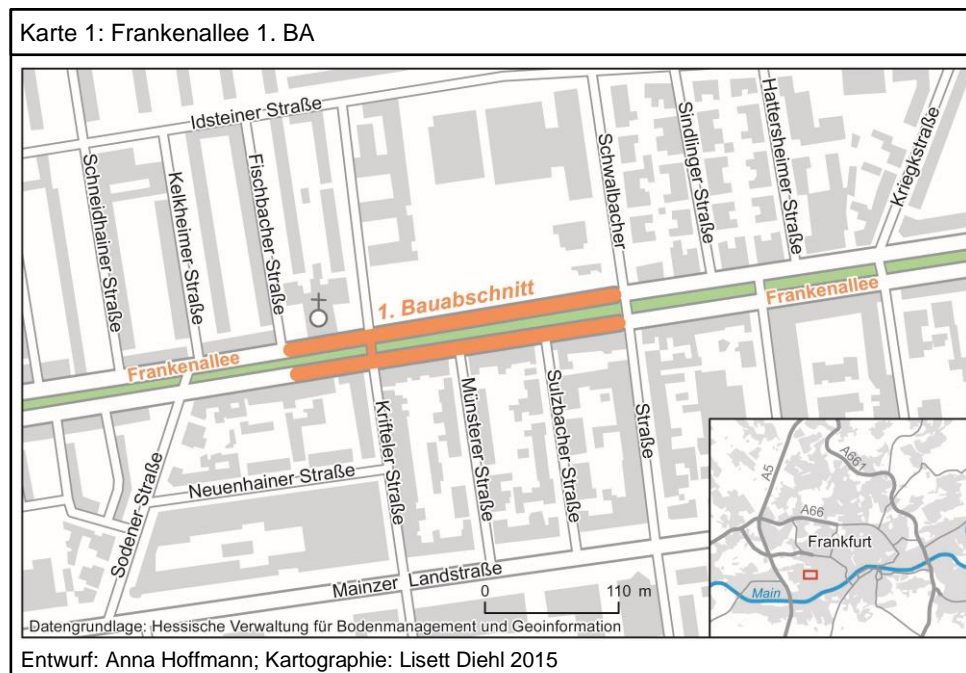 Karte 1: Frankenallee 1. BA
Idsteiner Straße
Schneidhainer Straße
Kelkheimer Straße
Fischbacher Straße
Schwalbacher
Sindlinger Straße
Hattersheimer Straße
Kriegkstraße
1. Bauabschnitt
Frankenallee
Frankenallee
Sodener Straße
Neuenhainer Straße
Krifteler Straße
Münsterer Straße
Sulzbacher Straße
Straße
Mainzer Landstraße
0 110 m
A5
A661
A66
Frankfurt
Main
Datengrundlage: Hessische Verwaltung für Bodenmanagement und Geoinformation
Entwurf: Anna Hoffmann; Kartographie: Lisett Diehl 2015